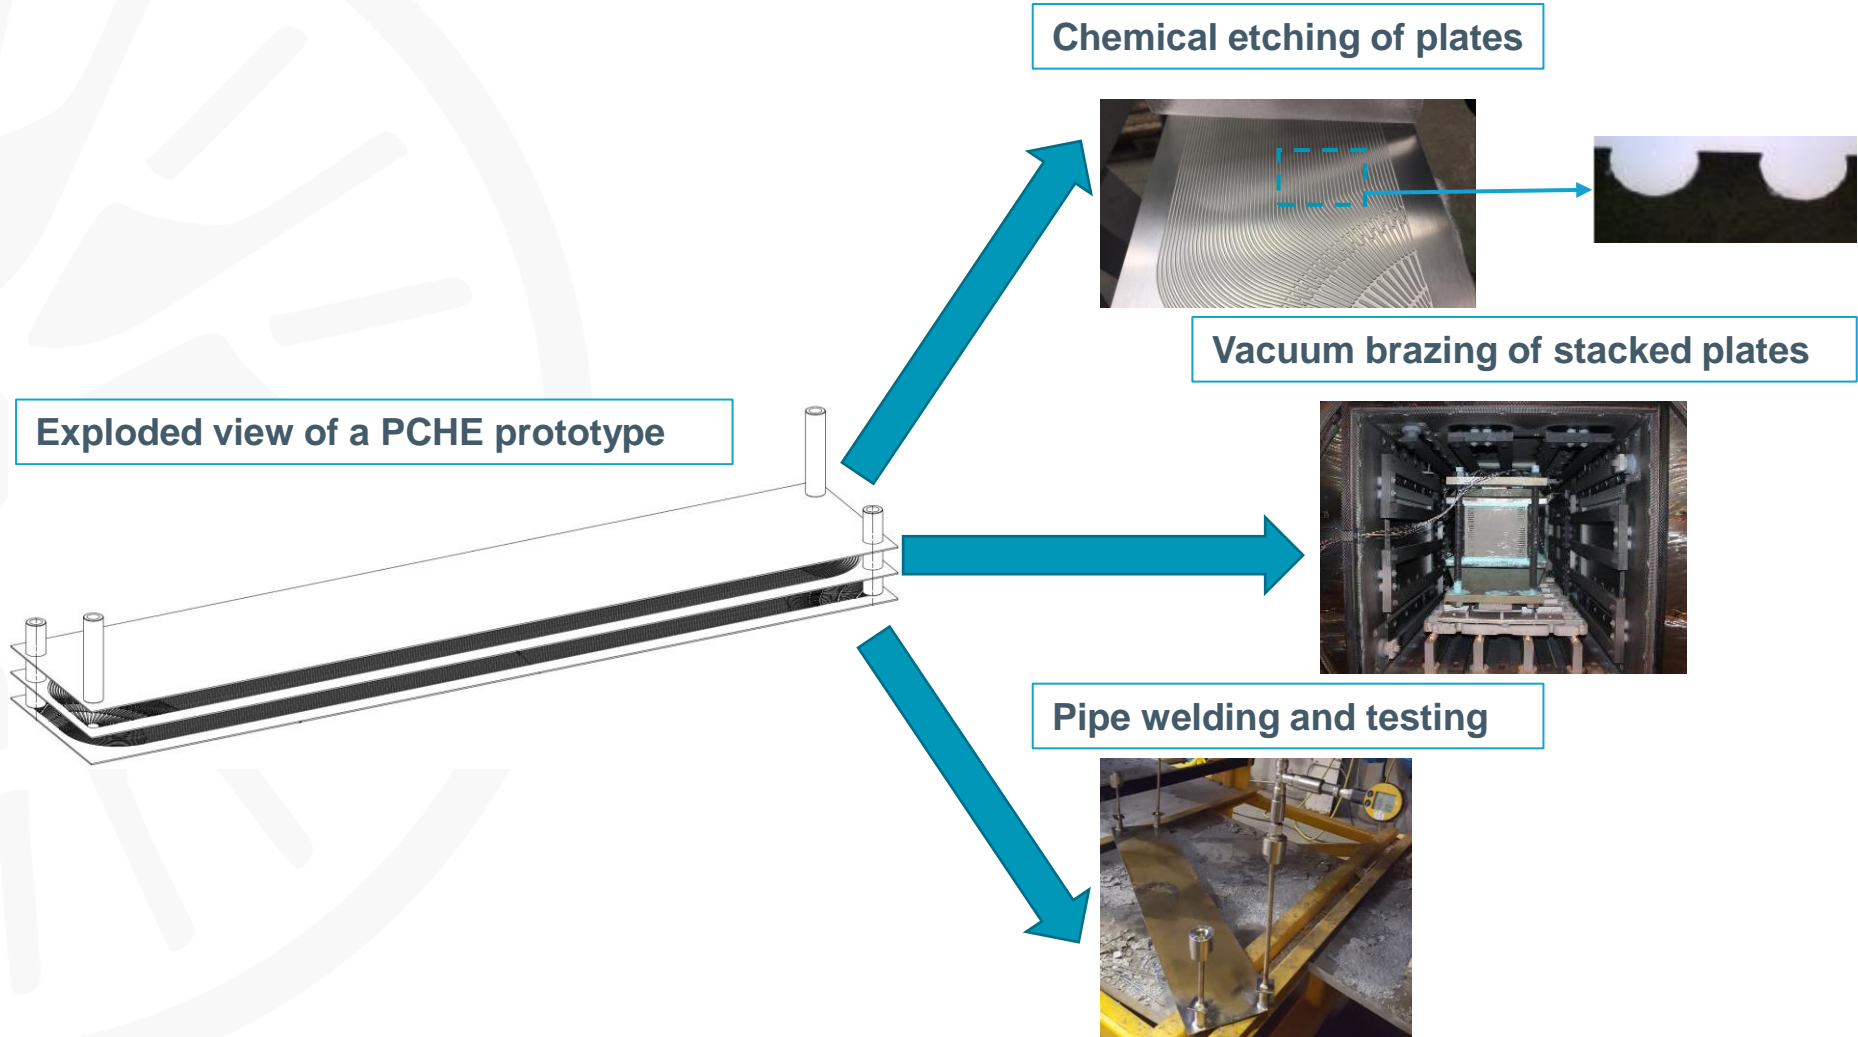 Chemical etching of plates
Vacuum brazing of stacked plates
Exploded view of a PCHE prototype
Pipe welding and testing